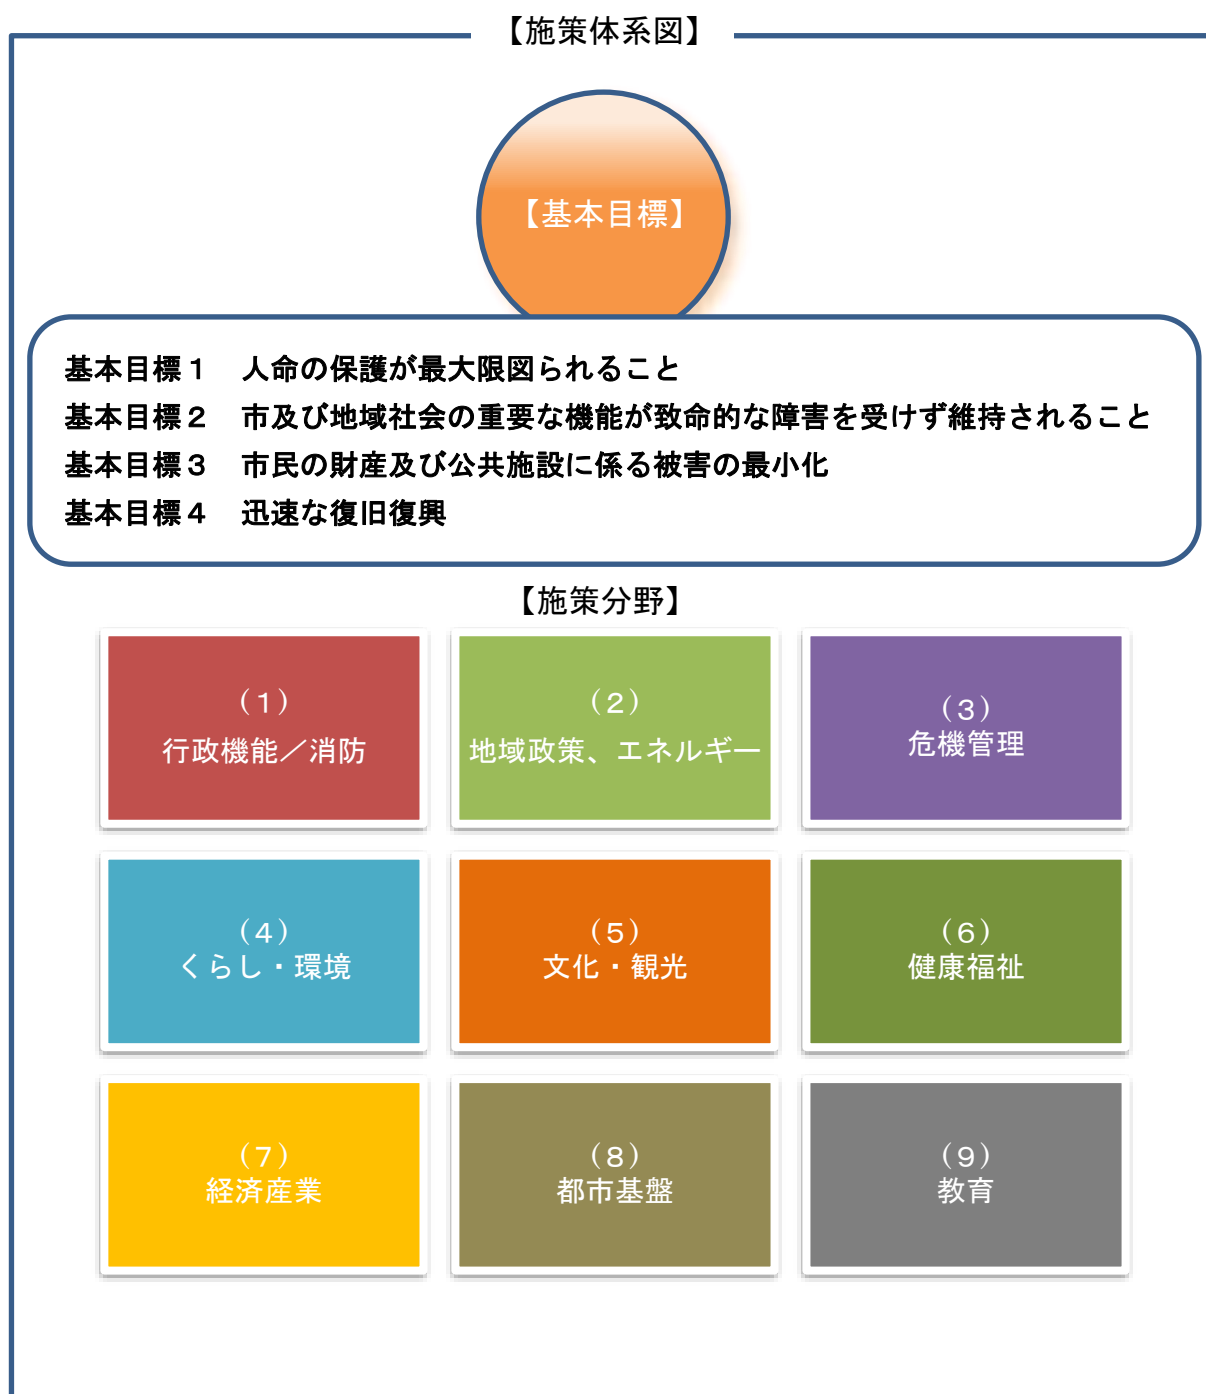 【施策体系図】
【基本目標】
基本目標１　人命の保護が最大限図られること
基本目標２　市及び地域社会の重要な機能が致命的な障害を受けず維持されること
基本目標３　市民の財産及び公共施設に係る被害の最小化
基本目標４　迅速な復旧復興
【施策分野】
（１）
行政機能／消防
（２）
地域政策、エネルギー
（３）
危機管理
（４）
くらし・環境
（５）
文化・観光
（６）
健康福祉
（７）
経済産業
（８）
都市基盤
（９）
教育